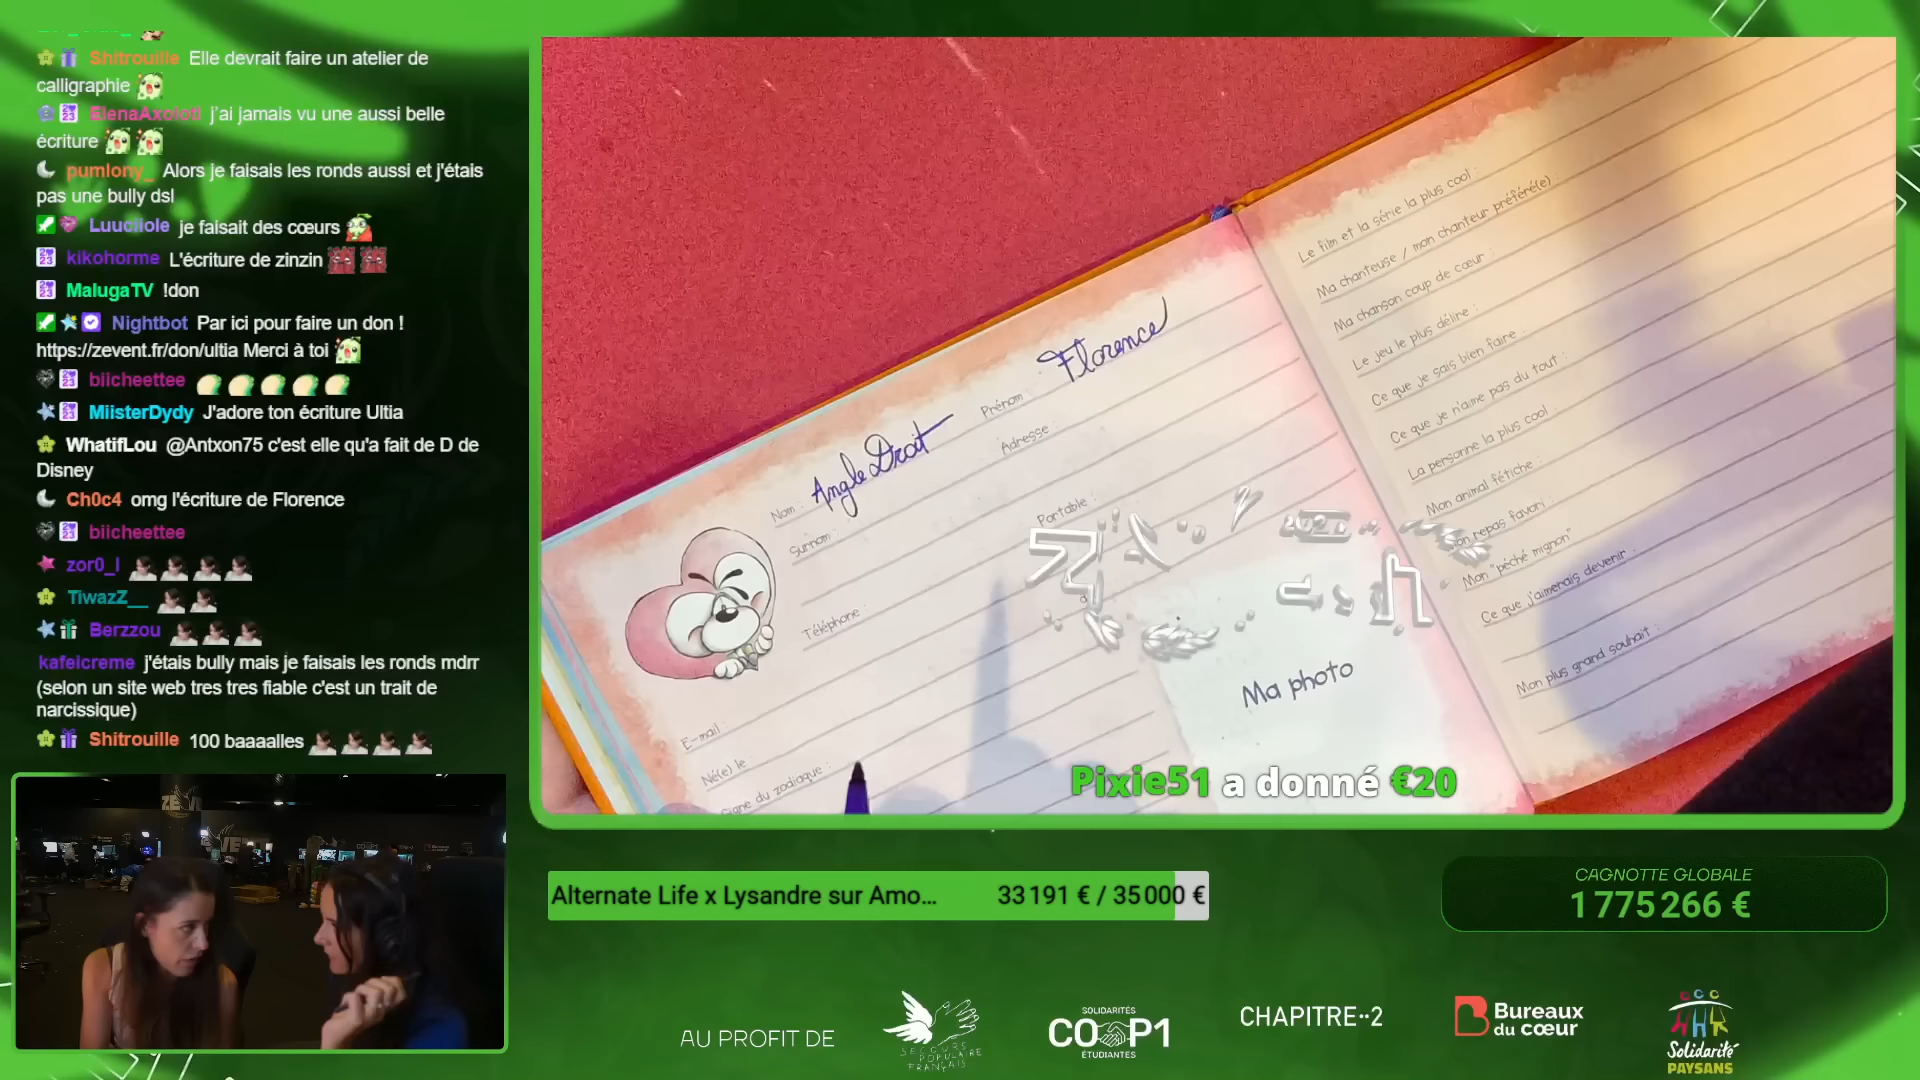 Shitrouille Elle devrait faire un atelier de
calligraphie
ElenaAxolotl j'ai jamais vu une aussi belle
écriture
pumlony_ Alors je faisais les ronds aussi et j'étais
pas une bully dsl
Luuciiole je faisait des cœurs
kikohorme L'écriture de zinzin
MalugaTV !don
Nightbot Par ici pour faire un don !
https://zevent.fr/don/ultia Merci à toi
biicheettee
MiisterDydy J'adore ton écriture Ultia
WhatifLou @Antxon75 c'est elle qu'a fait de D de
Disney
Ch0c4 omg l'écriture de Florence
biicheettee
zor0_l
TiwazZ__
Berzzou
kafeicreme j'étais bully mais je faisais les ronds mdrr
(selon un site web tres tres fiable c'est un trait de
narcissique)
Shitrouille 100 baaaalles
Nom : Angle Droit
Prénom : Florence
Surnom :
Adresse :
Téléphone :
Portable :
E-mail :
Né(e) le
Signe du zodiaque :
Ma photo
Le film et la série la plus cool :
Ma chanteuse / mon chanteur préféré(e)
Ma chanson coup de cœur :
Le jeu le plus délire :
Ce que je sais bien faire :
Ce que je n'aime pas du tout :
La personne la plus cool :
Mon animal fétiche :
Mon repas favori :
Mon "péché mignon"
Ce que j'aimerais devenir :
Mon plus grand souhait :
Pixie51 a donné €20
Alternate Life x Lysandre sur Amo... 33 191 € / 35 000 €
CAGNOTTE GLOBALE
1 775 266 €
AU PROFIT DE
SECOURS
POPULAIRE
FRANÇAIS
SOLIDARITÉS
CO P1
ÉTUDIANTES
CHAPITRE··2
Bureaux
du cœur
Solidarité
PAYSANS